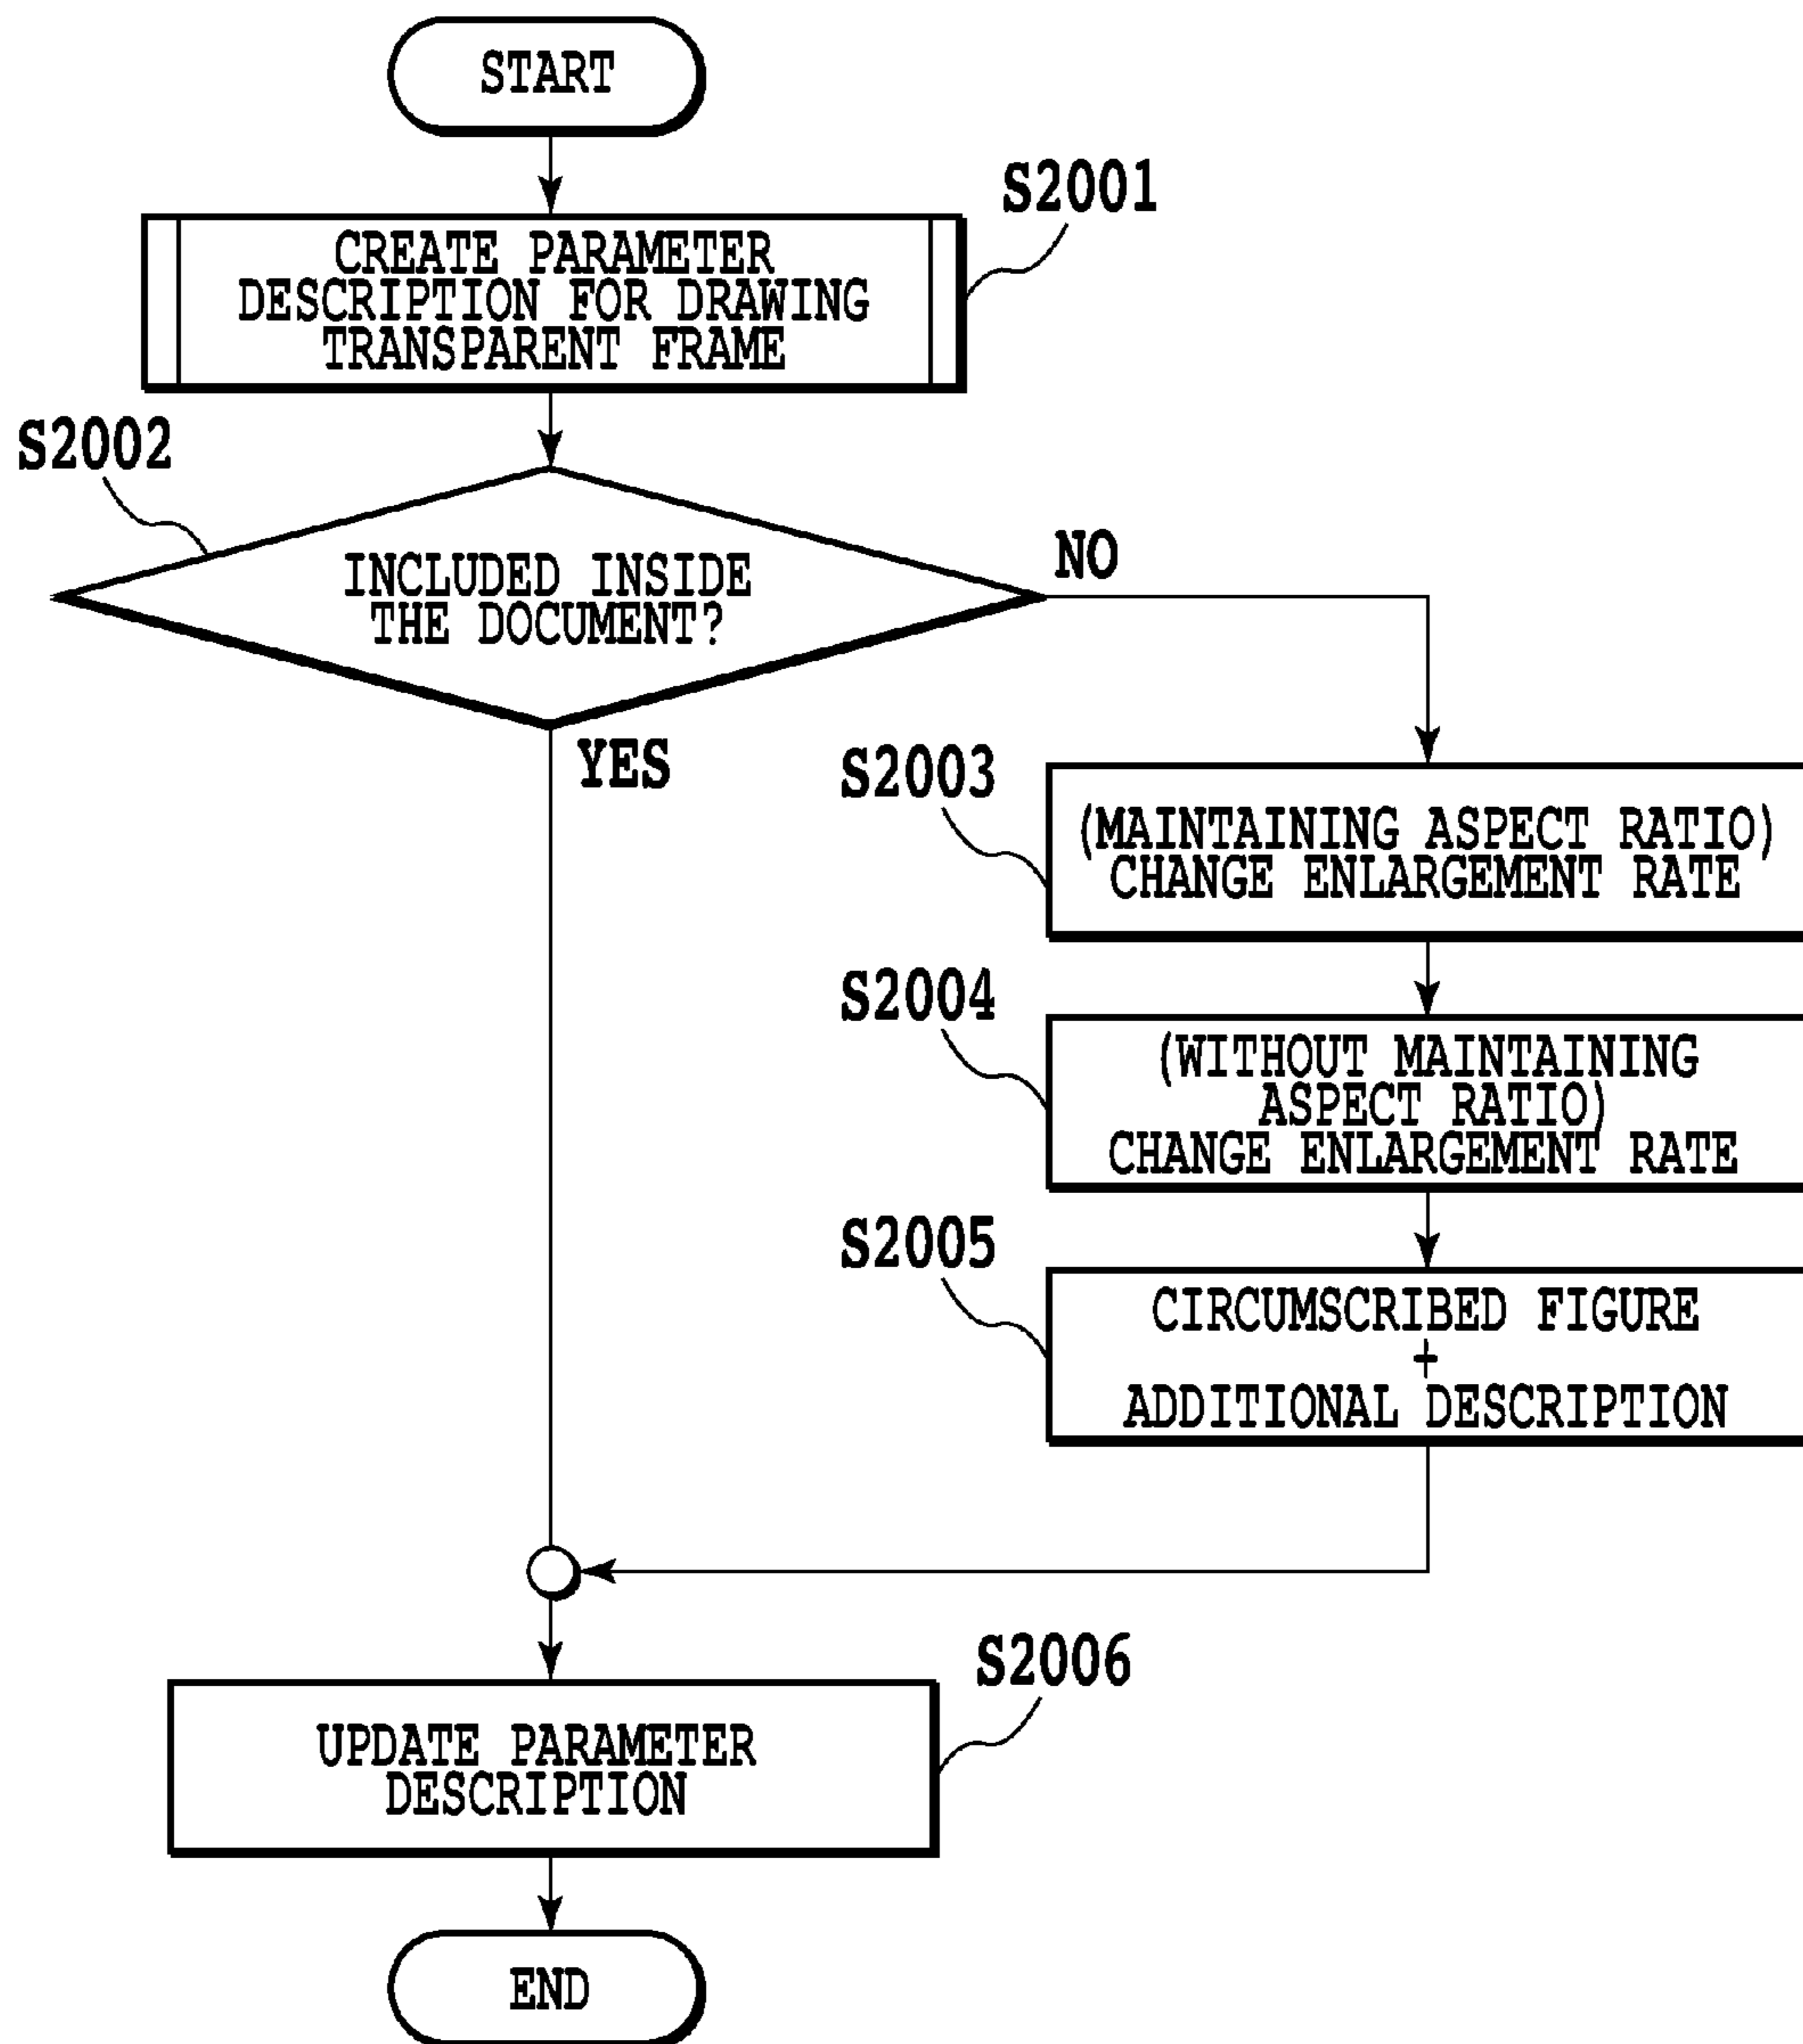 START
S2001
CREATE PARAMETER
DESCRIPTION FOR DRAWING
TRANSPARENT FRAME
S2002
INCLUDED INSIDE
THE DOCUMENT?
NO
YES
S2003
(MAINTAINING ASPECT RATIO)
CHANGE ENLARGEMENT RATE
S2004
(WITHOUT MAINTAINING
ASPECT RATIO)
CHANGE ENLARGEMENT RATE
S2005
CIRCUMSCRIBED FIGURE
+
ADDITIONAL DESCRIPTION
S2006
UPDATE PARAMETER
DESCRIPTION
END